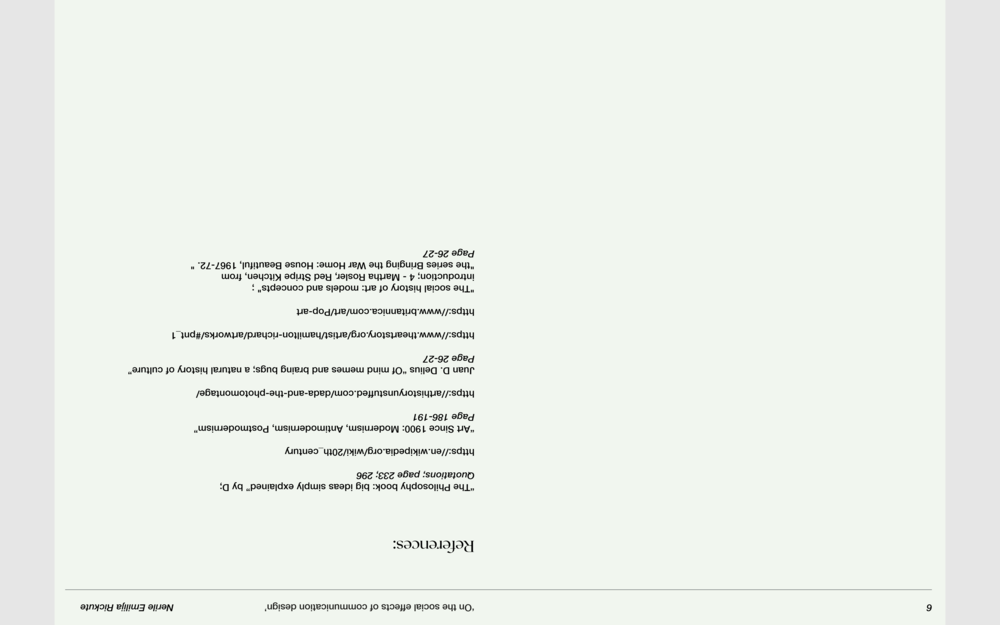 6
'On the social effects of communication design'
Nerile Emilija Rickute
References:
"The Philosophy book: big ideas simply explained" by D;
Quotations; page 233; 296
https://en.wikipedia.org/wiki/20th_century
"Art Since 1900: Modernism, Antimodernism, Postmodernism"
Page 186-191
https://arthistoryunstuffed.com/dada-and-the-photomontage/
Juan D. Delius "Of mind memes and braing bugs; a natural history of culture"
Page 26-27
https://www.theartstory.org/artist/hamilton-richard/artworks/#pnt_1
https://www.britannica.com/art/Pop-art
"The social history of art: models and concepts" ;
introduction; 4 - Martha Rosler, Red Stripe Kitchen, from
"the series Bringing the War Home: House Beautiful, 1967-72. "
Page 26-27